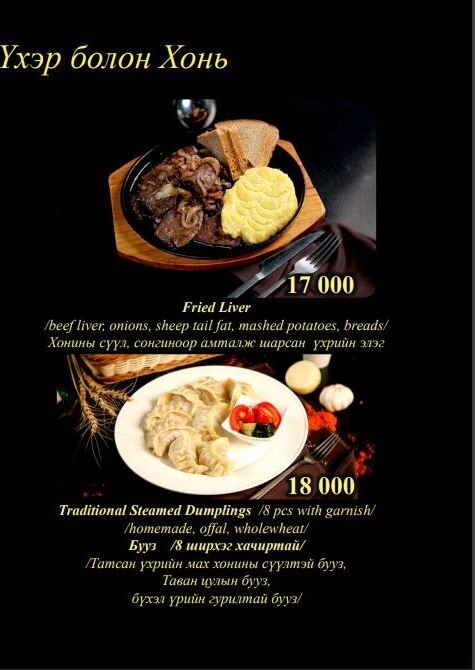 Үхэр болон Хонь
17 000
Fried Liver
/beef liver, onions, sheep tail fat, mashed potatoes, breads/
Хонины сүүл, сонгиноор амталж шарсан үхрийн элэг
18 000
Traditional Steamed Dumplings /8 pcs with garnish/
/homemade, offal, wholewheat/
Бууз /8 ширхэг хачиртай/
/Татсан үхрийн мах хонины сүүлтэй бууз,
Таван цулын бууз,
бүхэл үрийн гурилтай бууз/